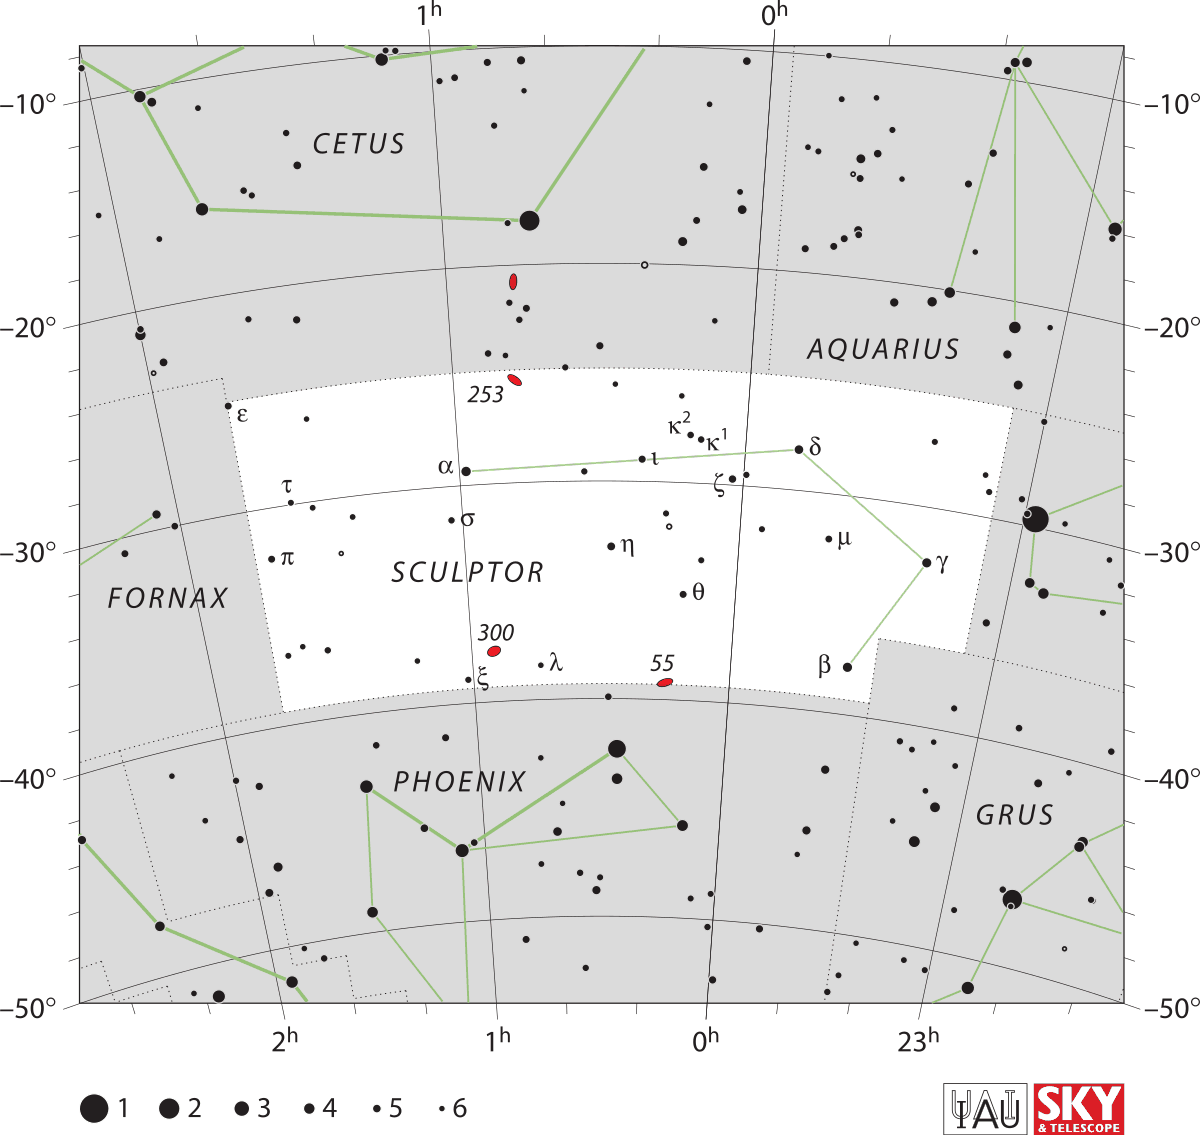 1ʰ 0ʰ
–10° –10°
CETUS
–20° –20°
AQUARIUS
253
ε
κ² κ¹
α ι δ
ζ
τ
σ
μ
–30° –30°
η
π γ
SCULPTOR
FORNAX θ
300
λ 55 β
ξ
–40° –40°
PHOENIX
GRUS
–50° –50°
2ʰ 1ʰ 0ʰ 23ʰ
1 2 3 4 5 6
IAU
SKY
& TELESCOPE